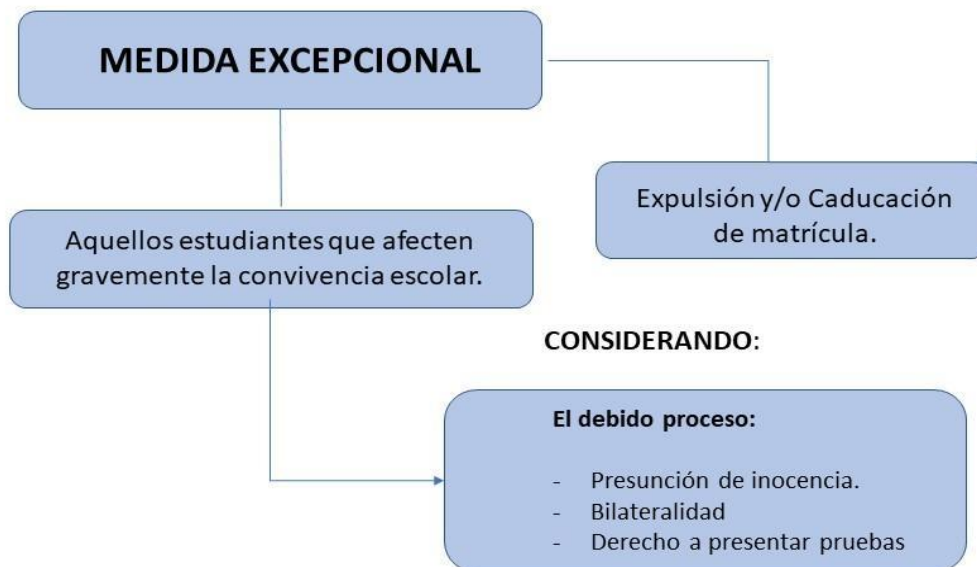 MEDIDA EXCEPCIONAL
Expulsión y/o Caducación
de matrícula.
Aquellos estudiantes que afecten
gravemente la convivencia escolar.
CONSIDERANDO:
El debido proceso:
- Presunción de inocencia.
- Bilateralidad
- Derecho a presentar pruebas